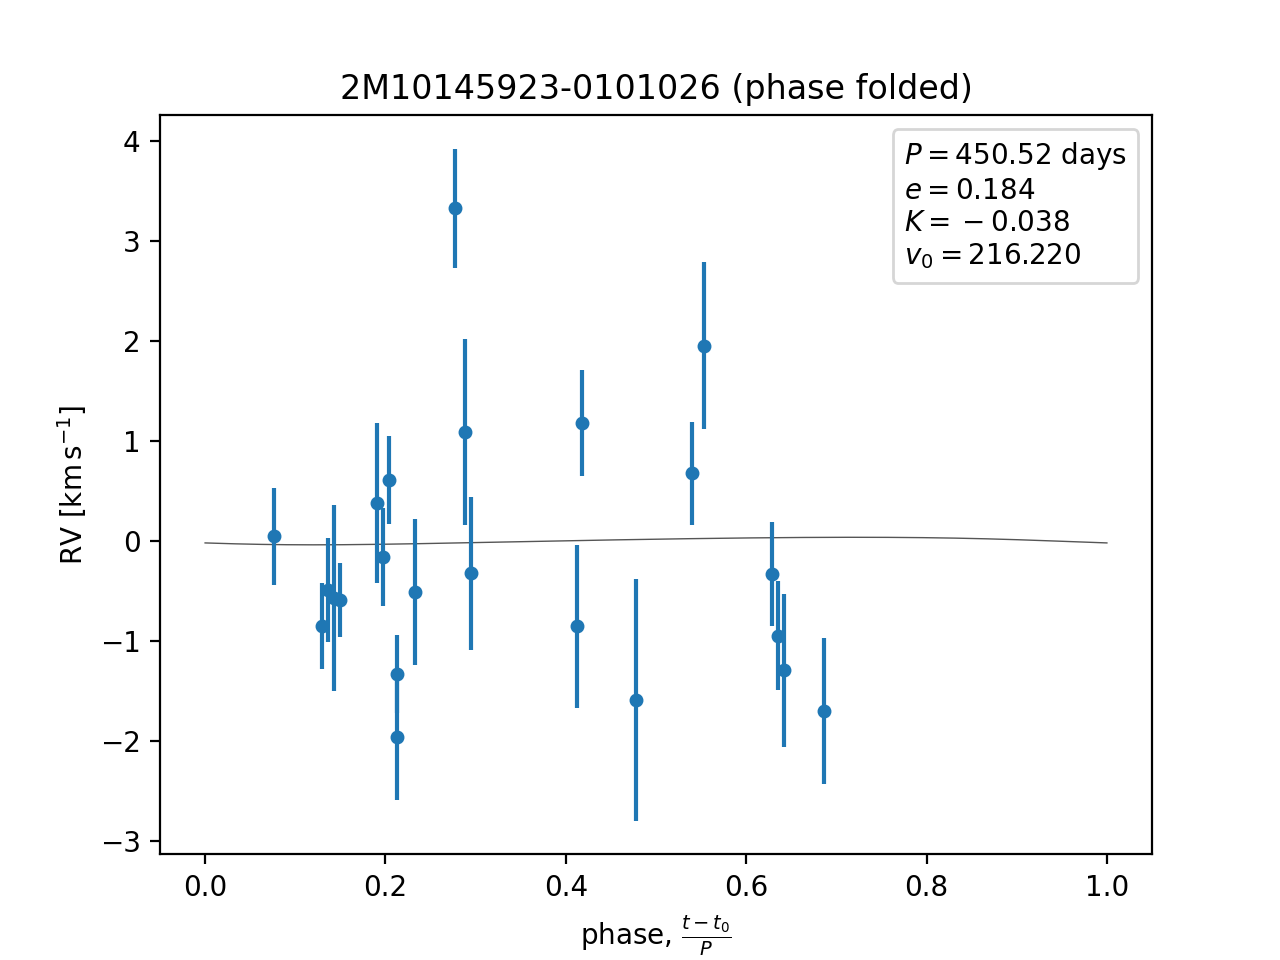 2M10145923-0101026 (phase folded)
P = 450.52 days
e = 0.184
K = −0.038
v₀ = 216.220
RV [km s⁻¹]
4
3
2
1
0
−1
−2
−3
0.0 0.2 0.4 0.6 0.8 1.0
phase, (t − t₀)/P